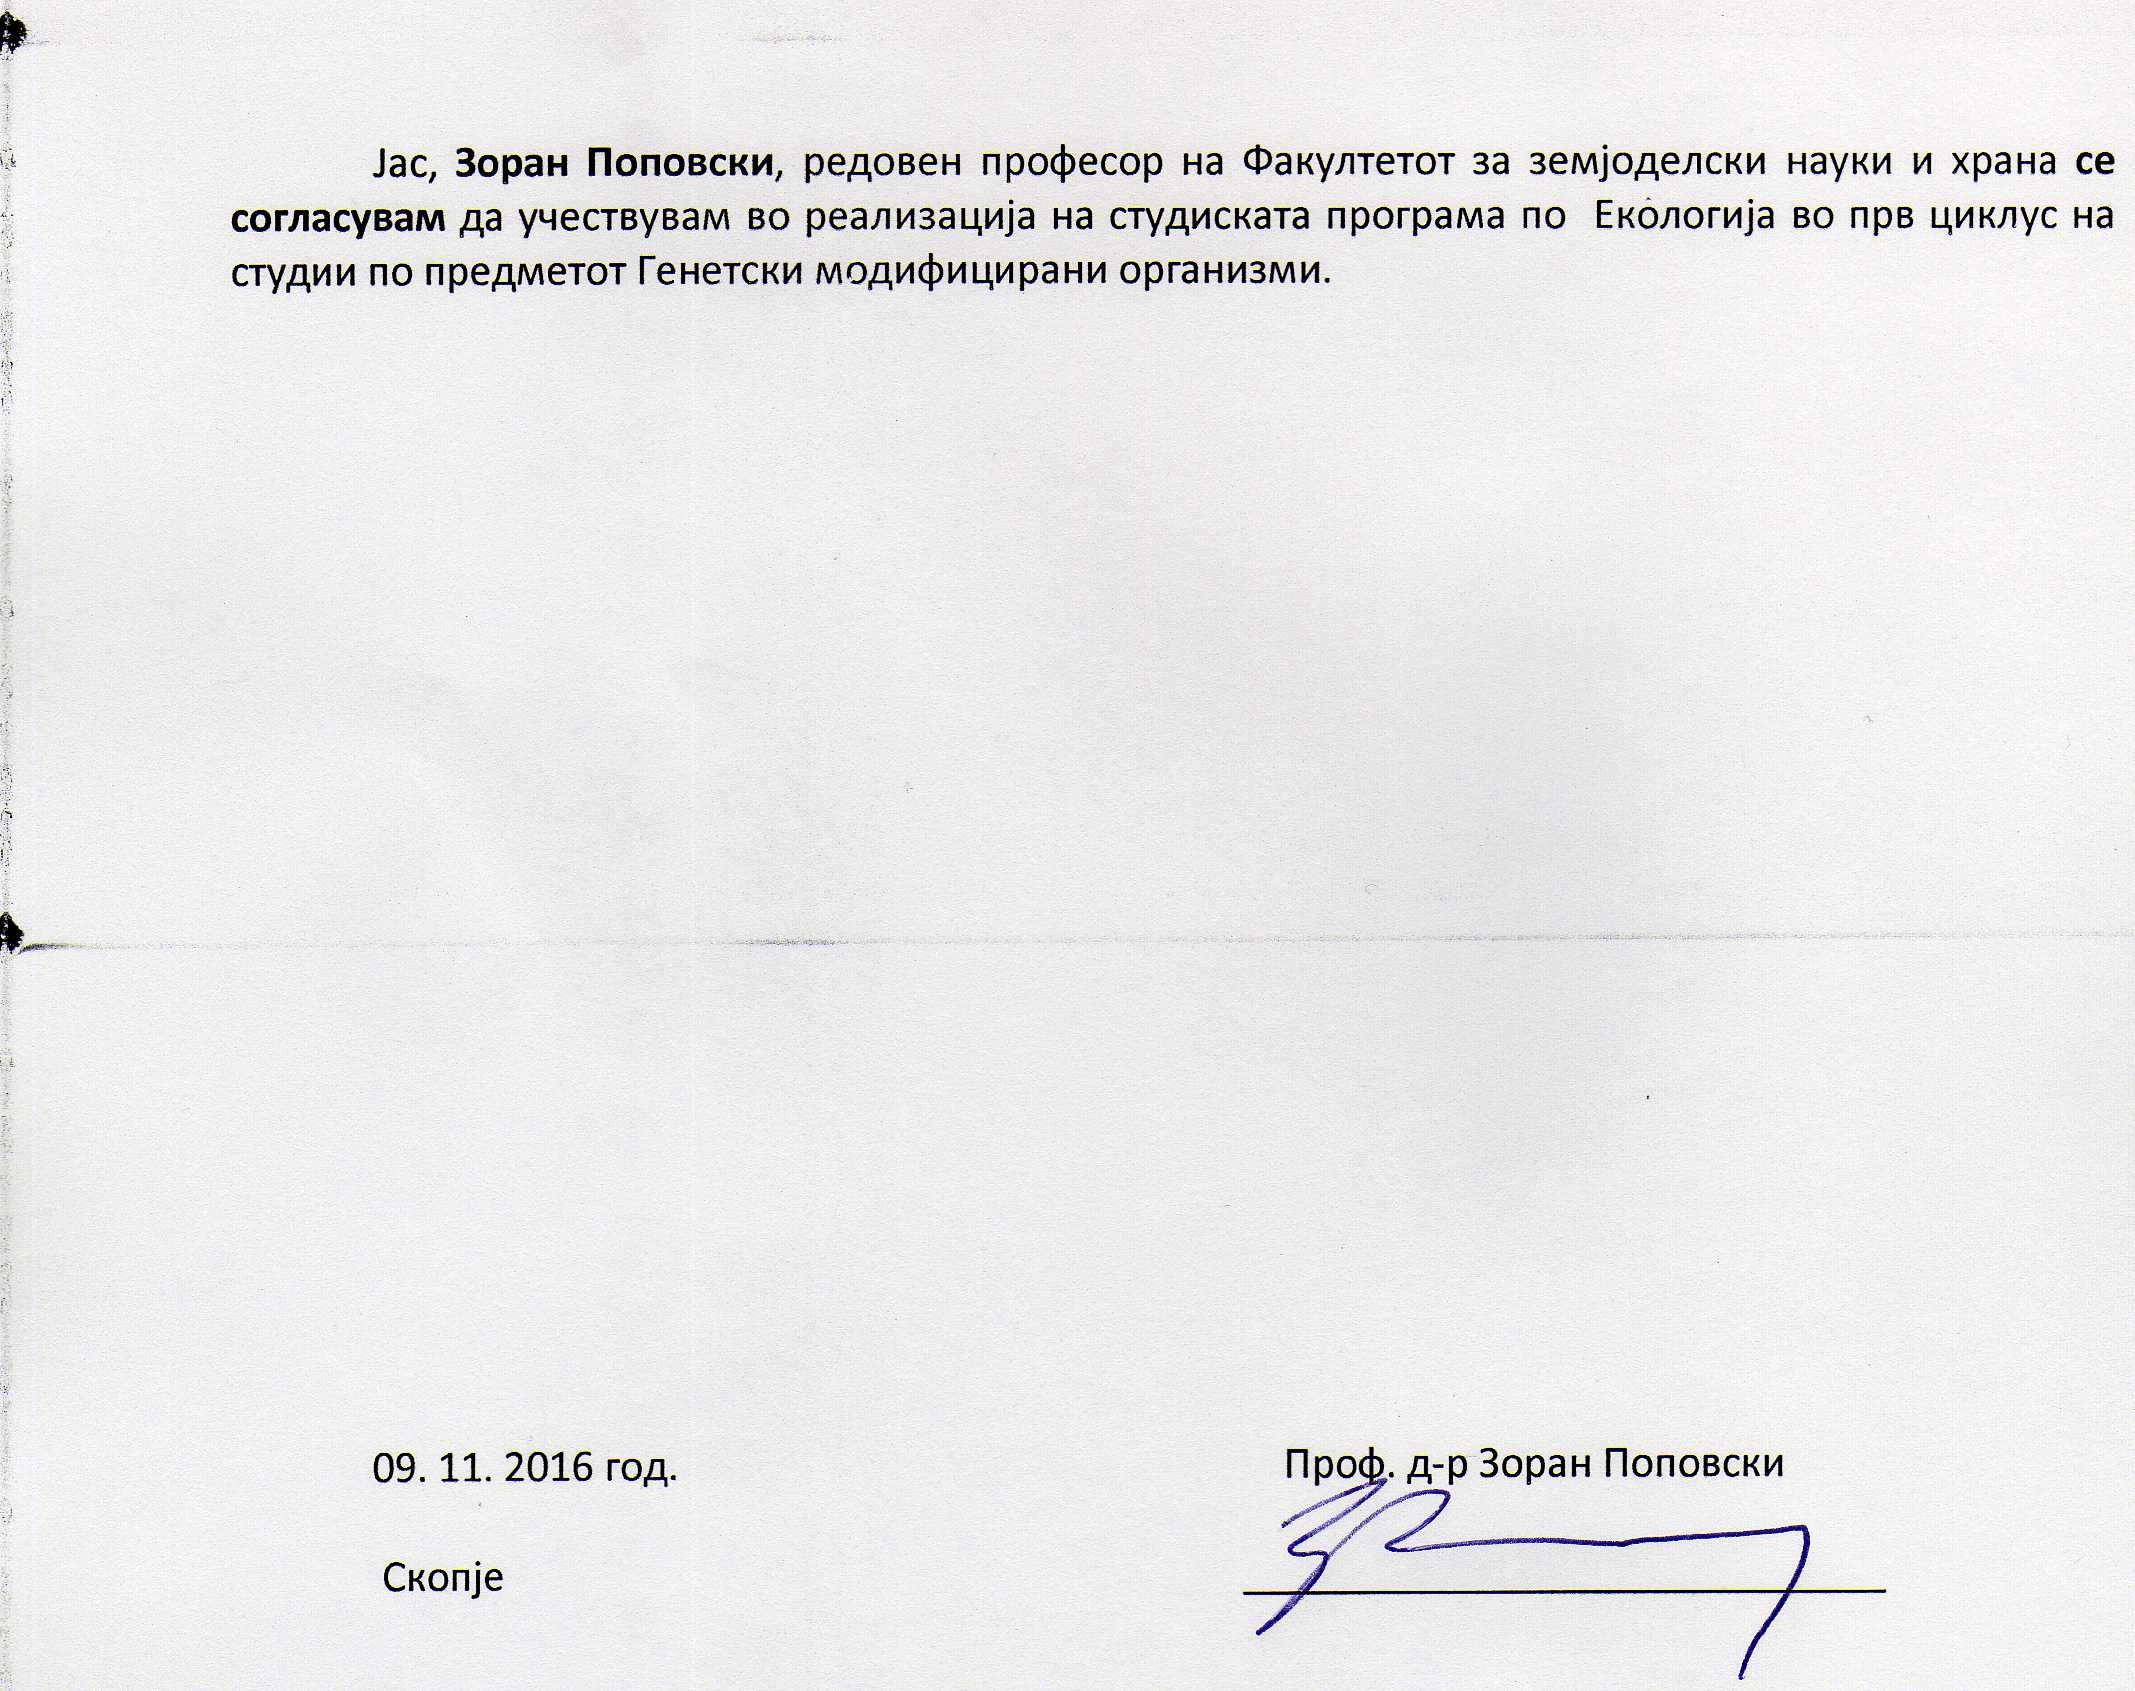 Јас, Зоран Поповски, редовен професор на Факултетот за земјоделски науки и храна се
согласувам да учествувам во реализација на студиската програма по Екологија во прв циклус на
студии по предметот Генетски модифицирани организми.
09. 11. 2016 год.
Проф. д-р Зоран Поповски
Скопје